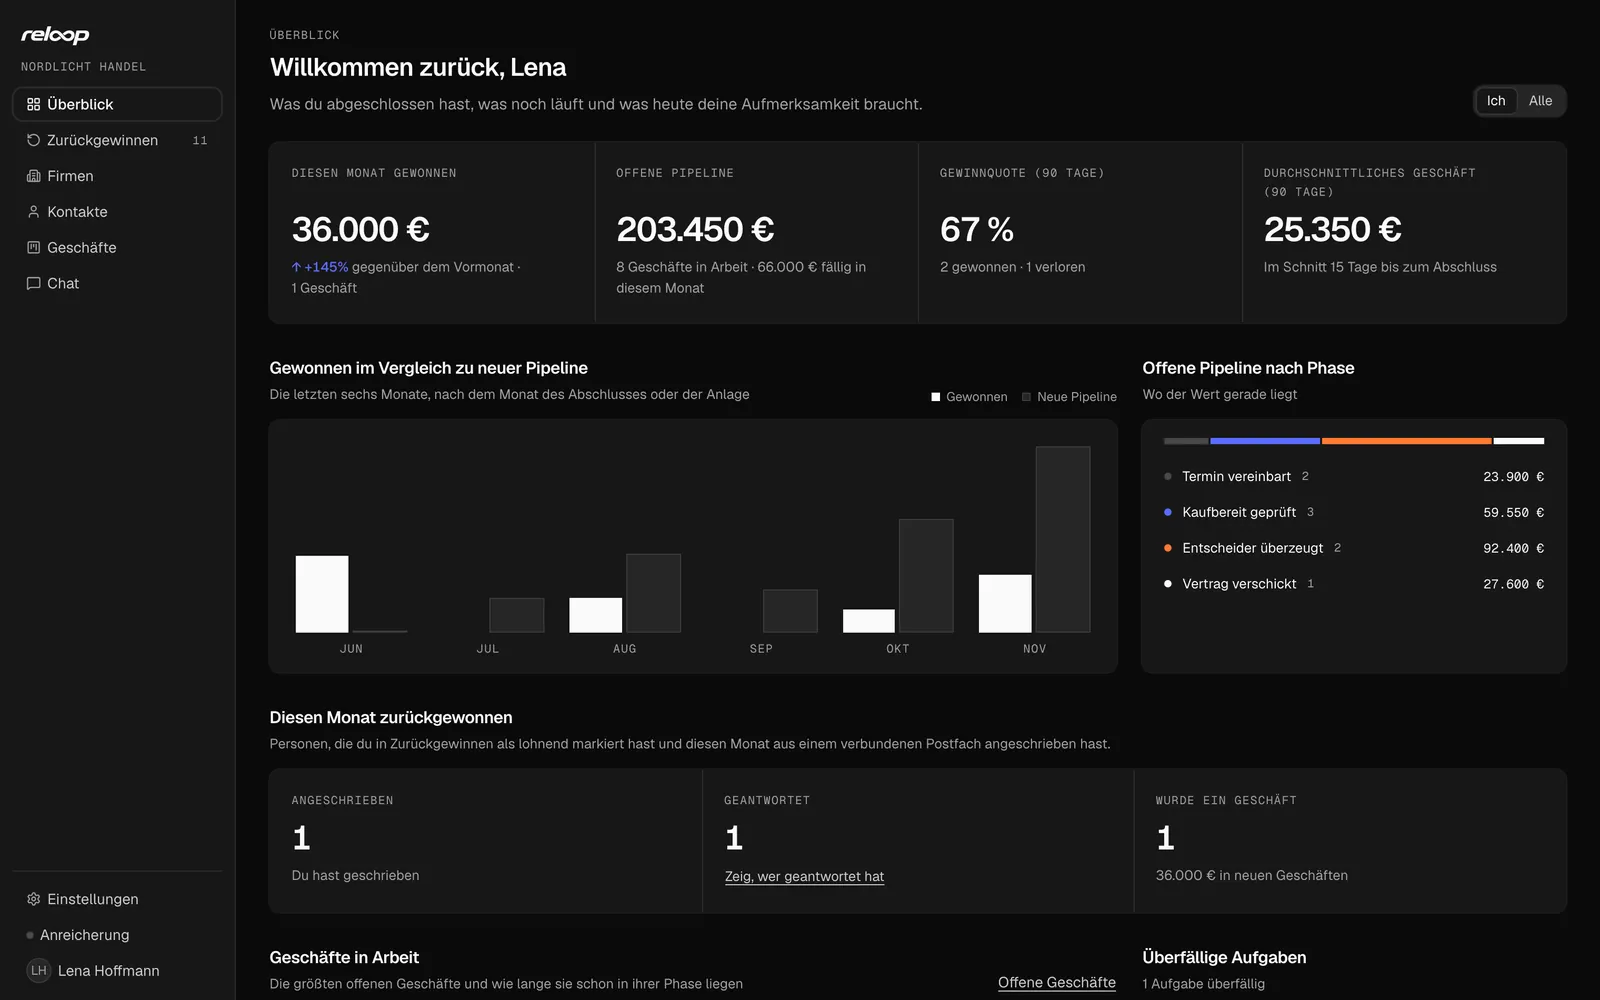 reloop
NORDLICHT HANDEL
Überblick
Zurückgewinnen 11
Firmen
Kontakte
Geschäfte
Chat
Einstellungen
Anreicherung
LH Lena Hoffmann
ÜBERBLICK
Willkommen zurück, Lena
Was du abgeschlossen hast, was noch läuft und was heute deine Aufmerksamkeit braucht.
Ich Alle
DIESEN MONAT GEWONNEN
36.000 €
↑ +145% gegenüber dem Vormonat ·
1 Geschäft
OFFENE PIPELINE
203.450 €
8 Geschäfte in Arbeit · 66.000 € fällig in
diesem Monat
GEWINNQUOTE (90 TAGE)
67 %
2 gewonnen · 1 verloren
DURCHSCHNITTLICHES GESCHÄFT
(90 TAGE)
25.350 €
Im Schnitt 15 Tage bis zum Abschluss
Gewonnen im Vergleich zu neuer Pipeline
Die letzten sechs Monate, nach dem Monat des Abschlusses oder der Anlage
Gewonnen Neue Pipeline
JUN JUL AUG SEP OKT NOV
Offene Pipeline nach Phase
Wo der Wert gerade liegt
Termin vereinbart 2 23.900 €
Kaufbereit geprüft 3 59.550 €
Entscheider überzeugt 2 92.400 €
Vertrag verschickt 1 27.600 €
Diesen Monat zurückgewonnen
Personen, die du in Zurückgewinnen als lohnend markiert hast und diesen Monat aus einem verbundenen Postfach angeschrieben hast.
ANGESCHRIEBEN
1
Du hast geschrieben
GEANTWORTET
1
Zeig, wer geantwortet hat
WURDE EIN GESCHÄFT
1
36.000 € in neuen Geschäften
Geschäfte in Arbeit
Die größten offenen Geschäfte und wie lange sie schon in ihrer Phase liegen
Offene Geschäfte
Überfällige Aufgaben
1 Aufgabe überfällig